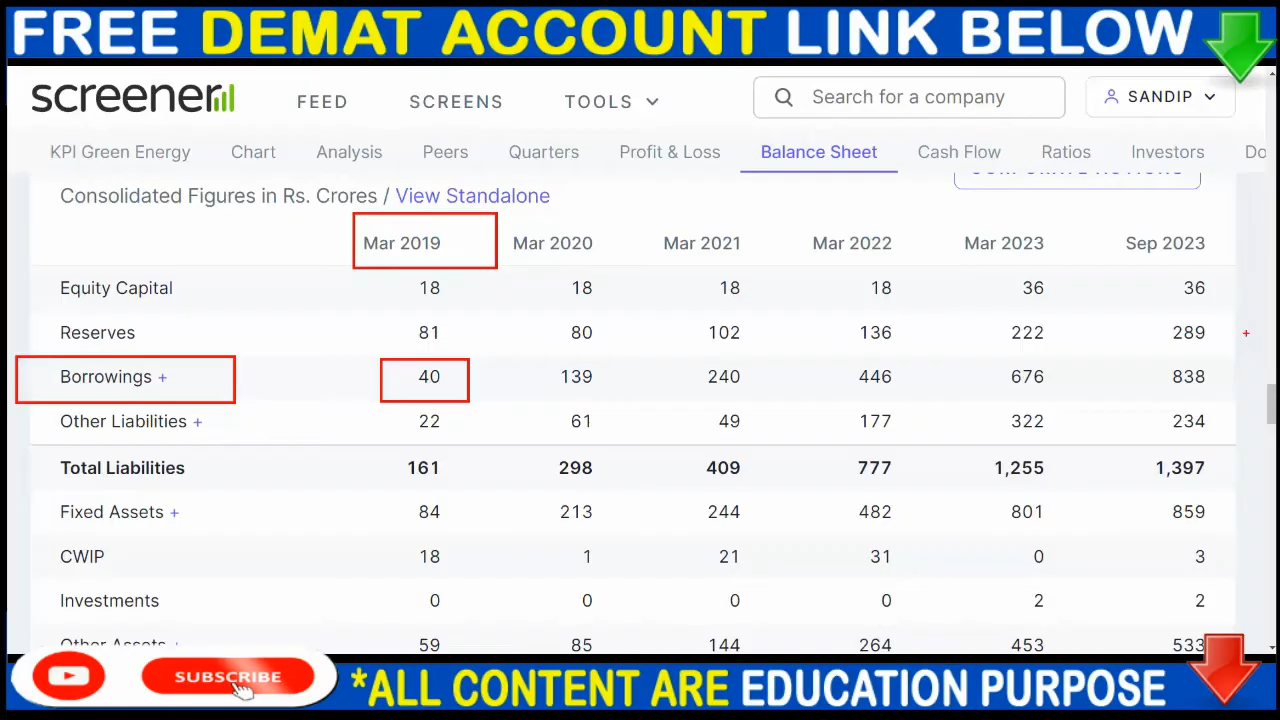 FREE DEMAT ACCOUNT LINK BELOW
screener FEED SCREENS TOOLS Search for a company SANDIP
KPI Green Energy Chart Analysis Peers Quarters Profit & Loss Balance Sheet Cash Flow Ratios Investors Do
Consolidated Figures in Rs. Crores / View Standalone
Mar 2019 Mar 2020 Mar 2021 Mar 2022 Mar 2023 Sep 2023
Equity Capital 18 18 18 18 36 36
Reserves 81 80 102 136 222 289
Borrowings + 40 139 240 446 676 838
Other Liabilities + 22 61 49 177 322 234
Total Liabilities 161 298 409 777 1,255 1,397
Fixed Assets + 84 213 244 482 801 859
CWIP 18 1 21 31 0 3
Investments 0 0 0 0 2 2
Other Assets + 59 85 144 264 453 533
SUBSCRIBE *ALL CONTENT ARE EDUCATION PURPOSE